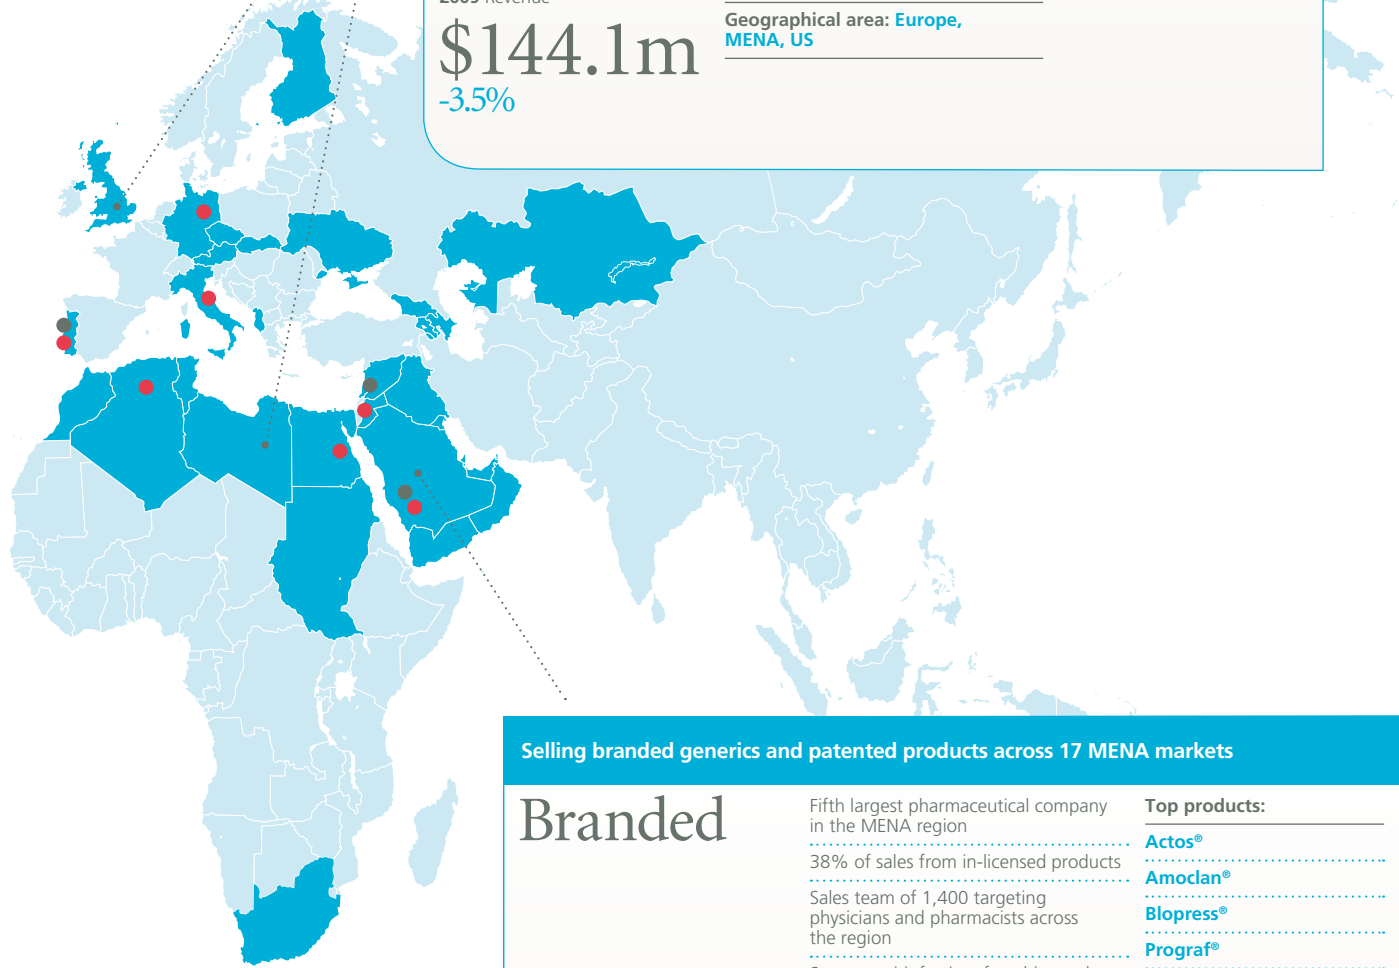 2009 Revenue
$144.1m
-3.5%
Geographical area: Europe,
MENA, US
Selling branded generics and patented products across 17 MENA markets
Branded
Fifth largest pharmaceutical company
in the MENA region
38% of sales from in-licensed products
Sales team of 1,400 targeting
physicians and pharmacists across
the region
Top products:
Actos®
Amoclan®
Blopress®
Prograf®